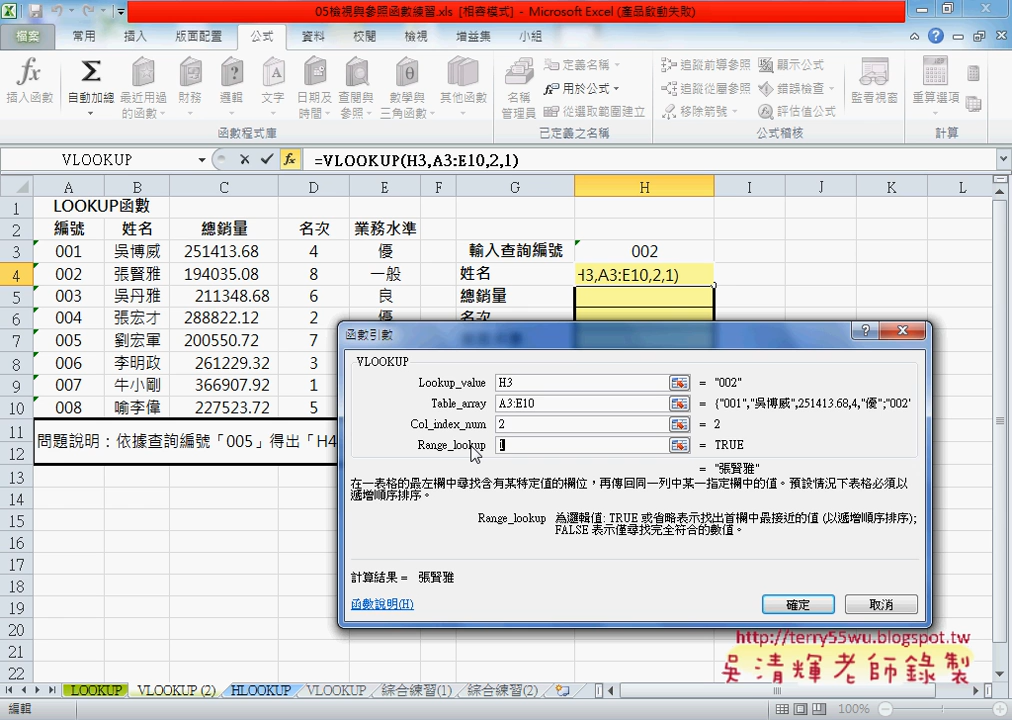 05檢視與參照函數練習.xls [相容模式] - Microsoft Excel (產品啟動失敗)
檔案 常用 插入 版面配置 公式 資料 校閱 檢視 增益集 小組
插入函數 自動加總 最近用過的函數 財務 邏輯 文字 日期及時間 查閱與參照 數學與三角函數 其他函數
函數程式庫
名稱管理員 定義名稱 用於公式 從選取範圍建立
已定義之名稱
追蹤前導參照 追蹤從屬參照 移除箭號 顯示公式 錯誤檢查 評估值公式
公式稽核
監看視窗 重算選項
計算
VLOOKUP =VLOOKUP(H3,A3:E10,2,1)
A B C D E F G H I J K L
1 LOOKUP函數
2 編號 姓名 總銷量 名次 業務水準
3 001 吳博威 251413.68 4 優 輸入查詢編號 002
4 002 張賢雅 194035.08 8 一般 姓名 H3,A3:E10,2,1)
5 003 吳丹雅 211348.68 6 良 總銷量
6 004 張宏才 288822.12 2 優 名次
7 005 劉宏軍 200550.72 7
8 006 李明政 261229.32 3
9 007 牛小剛 366907.92 1
10 008 喻李偉 227523.72 5
11
12 問題說明：依據查詢編號「005」得出「H4
13
14
15
16
17
18
19
20
21
22
函數引數
VLOOKUP
Lookup_value H3 = "002"
Table_array A3:E10 = {"001","吳博威",251413.68,4,"優";"002"
Col_index_num 2 = 2
Range_lookup 1 = TRUE
= "張賢雅"
在一表格的最左欄中尋找含有某特定值的欄位，再傳回同一列中某一指定欄中的值。預設情況下表格必須以
遞增順序排序。
Range_lookup 為邏輯值: TRUE 或省略表示找出首欄中最接近的值 (以遞增順序排序);
FALSE 表示僅尋找完全符合的數值。
計算結果 = 張賢雅
函數說明(H) 確定 取消
http://terry55wu.blogspot.tw
吳清輝老師錄製
LOOKUP VLOOKUP (2) HLOOKUP VLOOKUP 綜合練習(1) 綜合練習(2)
編輯 100%